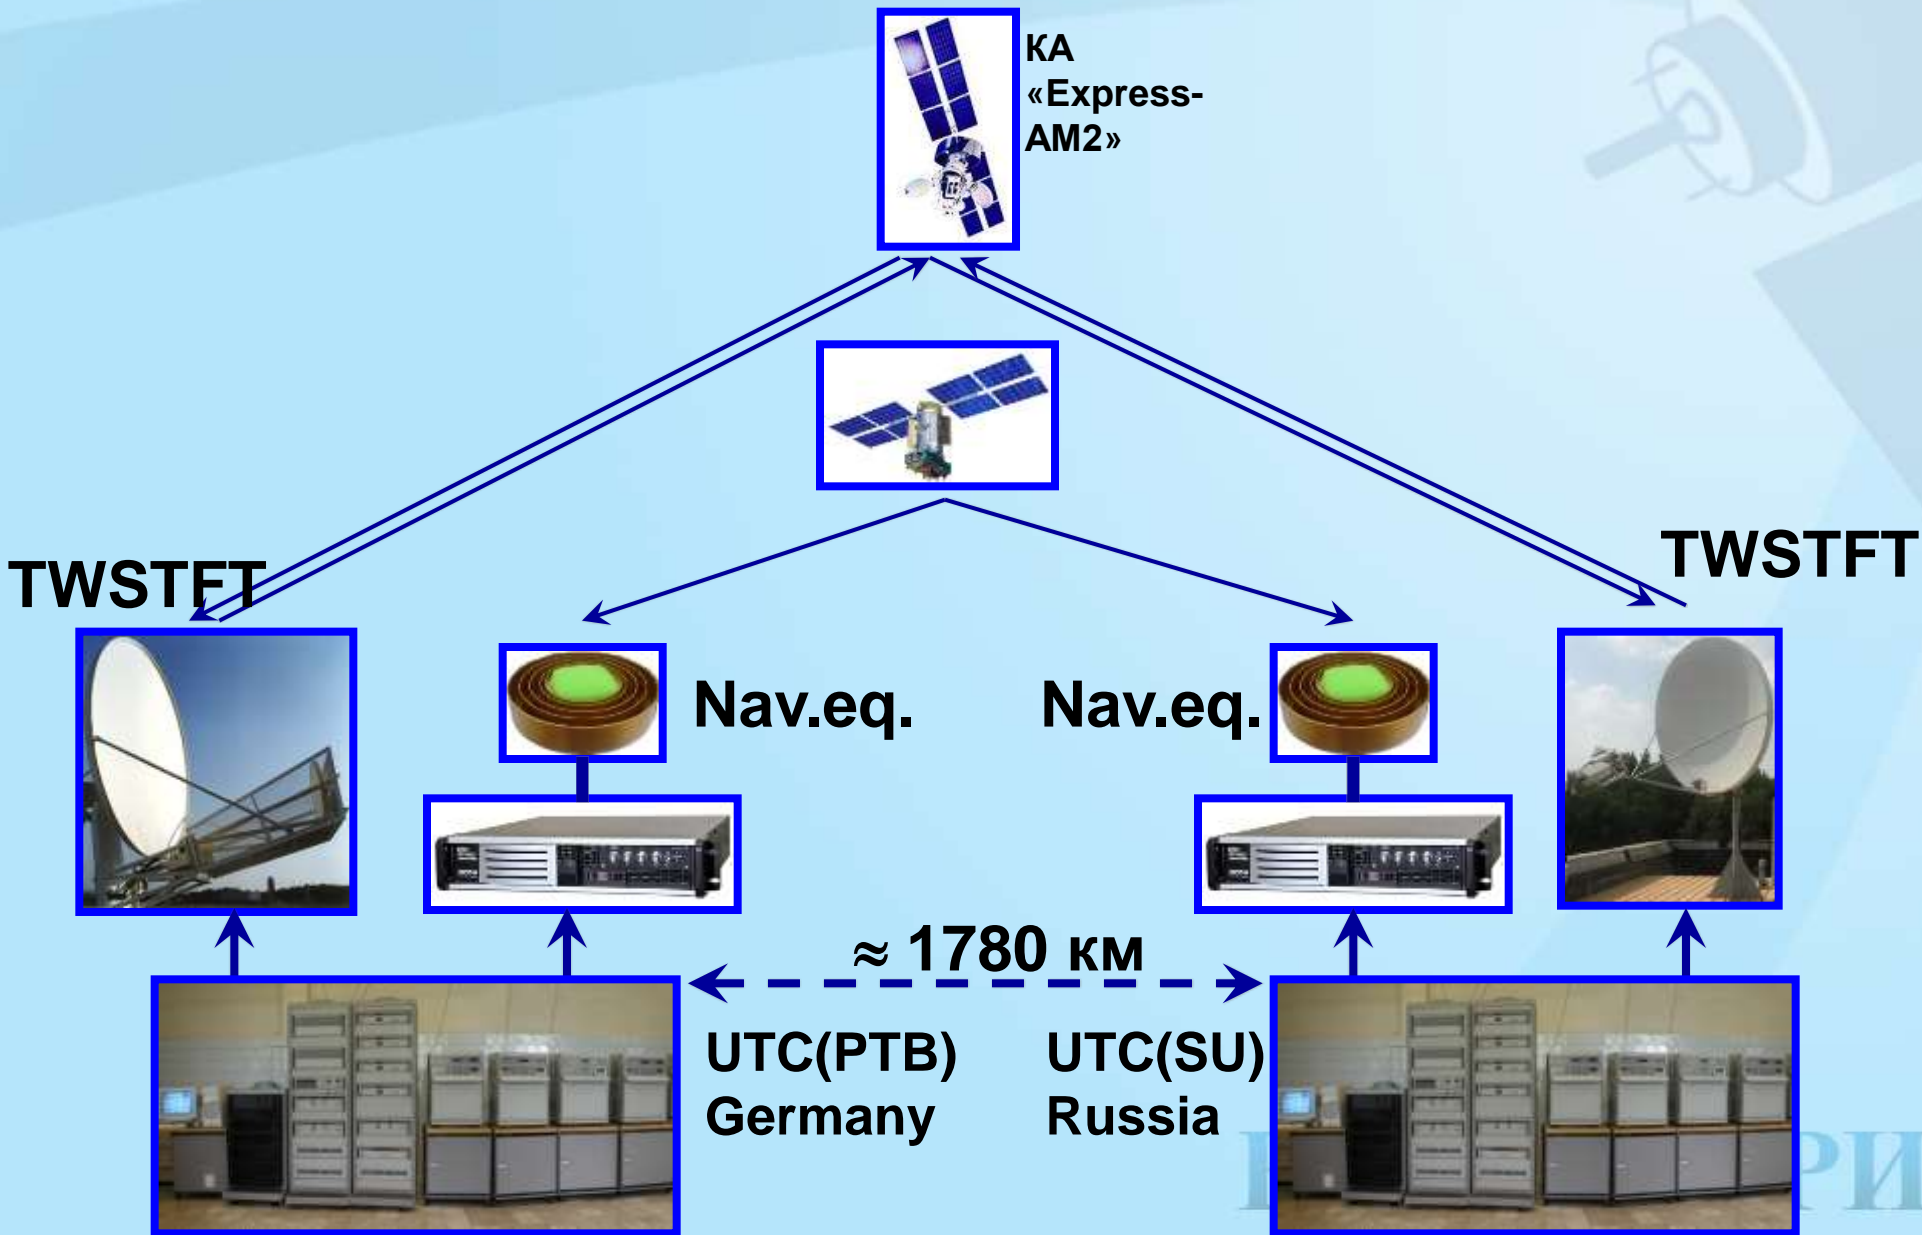 КА
«Express-
AM2»
TWSTFT
TWSTFT
Nav.eq.
Nav.eq.
≈ 1780 км
UTC(PTB)
Germany
UTC(SU)
Russia